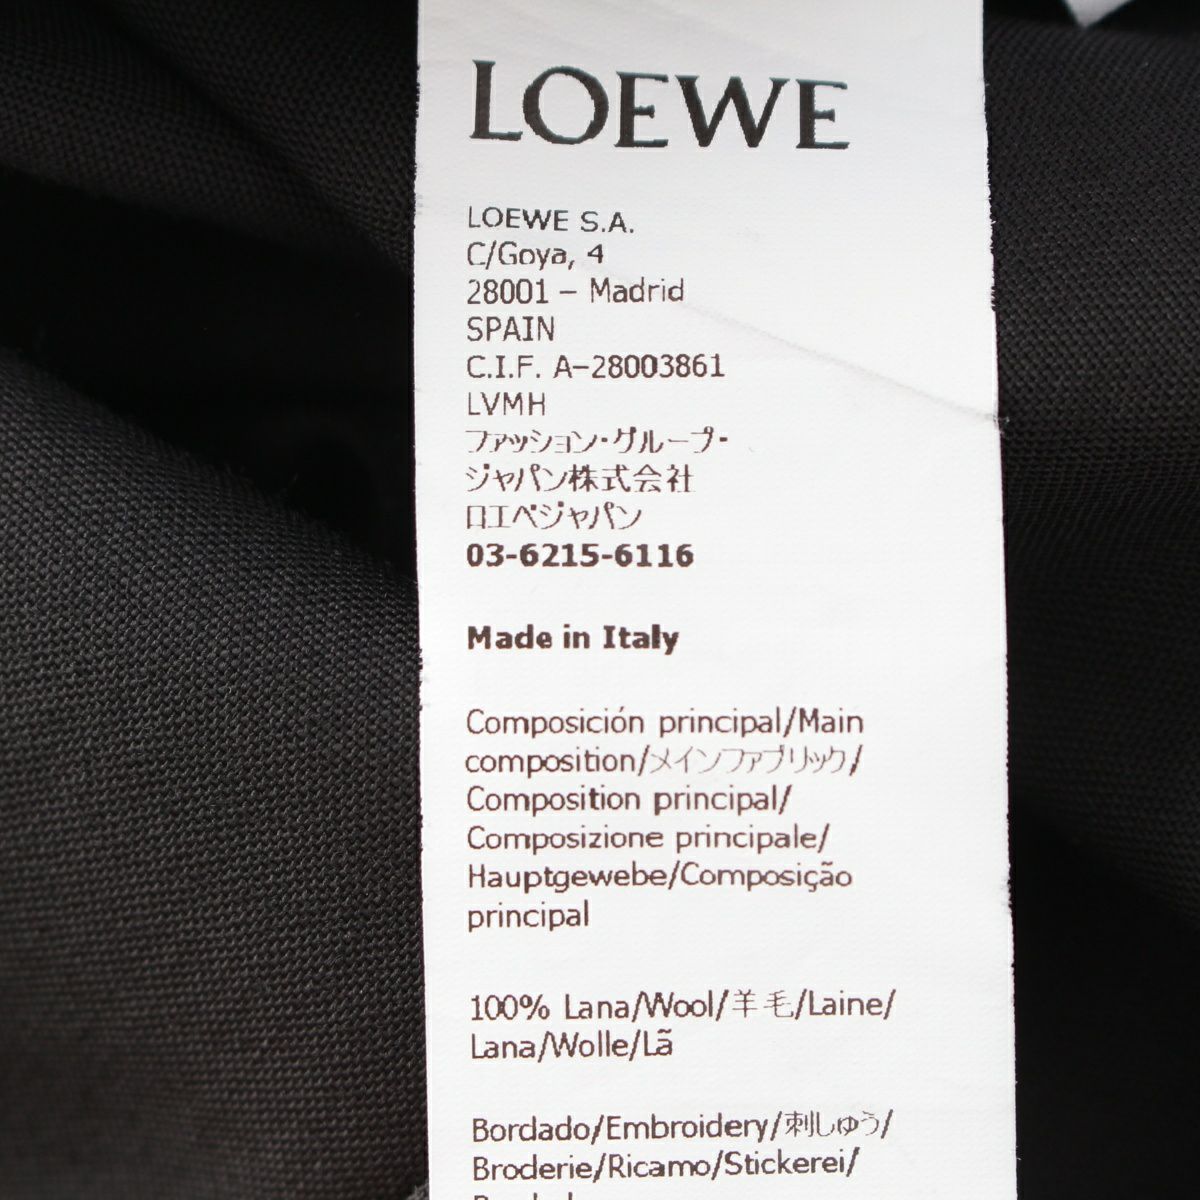 LOEWE
LOEWE S.A.
C/Goya, 4
28001 – Madrid
SPAIN
C.I.F. A-28003861
LVMH
ファッション・グループ・
ジャパン株式会社
ロエベジャパン
03-6215-6116
Made in Italy
Composición principal/Main
composition/メインファブリック/
Composition principal/
Composizione principale/
Hauptgewebe/Composição
principal
100% Lana/Wool/羊毛/Laine/
Lana/Wolle/Lã
Bordado/Embroidery/刺しゅう/
Broderie/Ricamo/Stickerei/